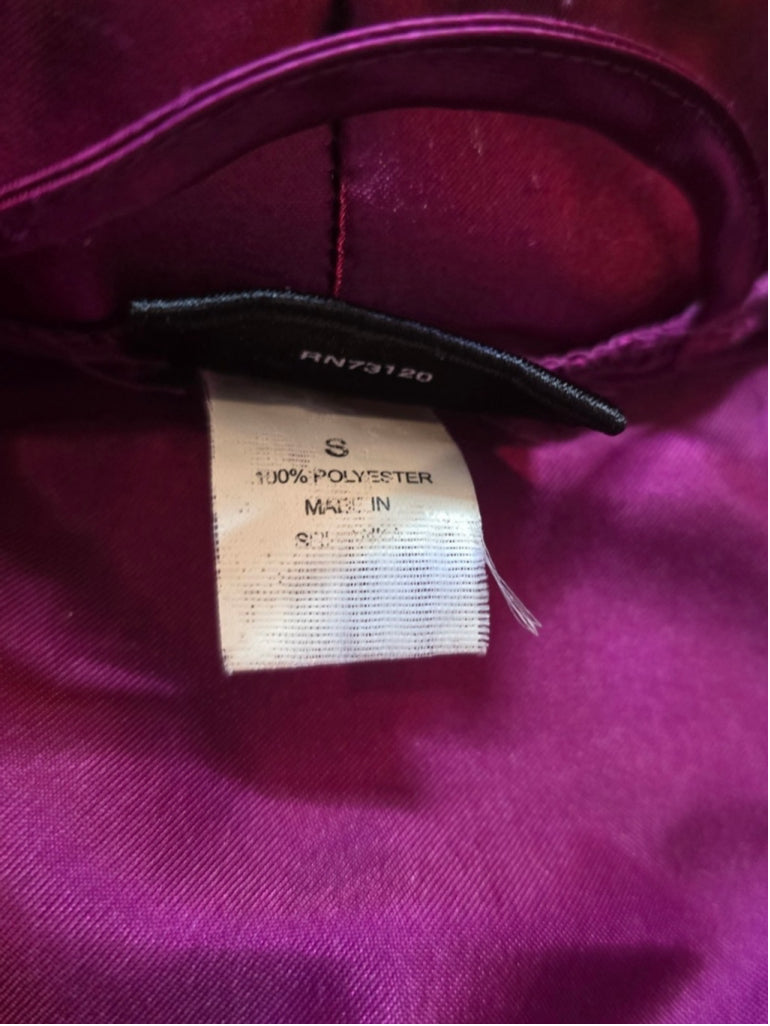 RN73120
S
100% POLYESTER
MADE IN